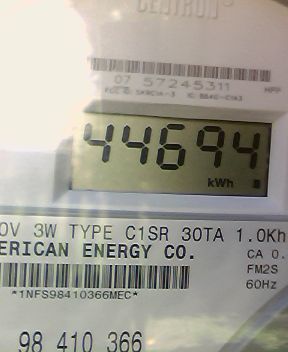 CENTRON®
07 57245311
44694
kWh
0V 3W TYPE C1SR 30TA 1.0Kh
ERICAN ENERGY CO.
CA 0.
FM2S
60Hz
*1NFS98410366MEC*
98 410 366